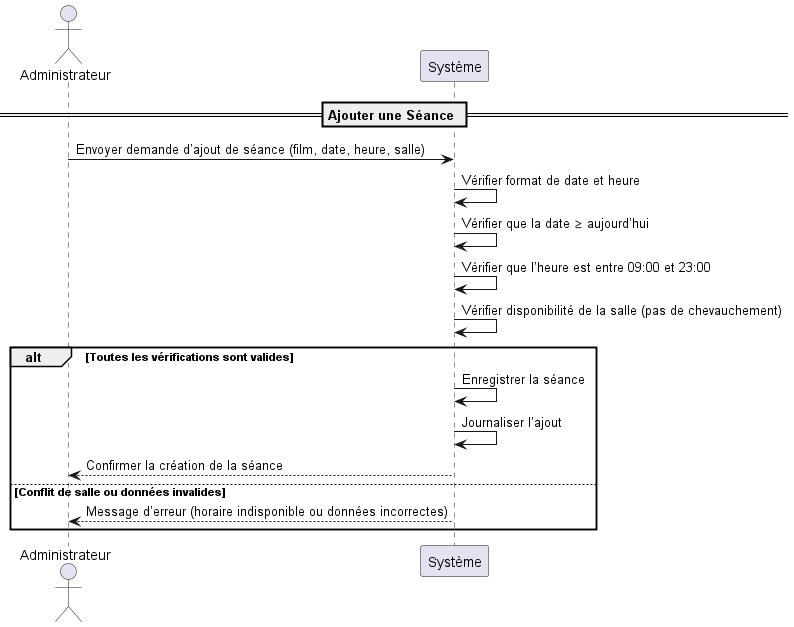 Administrateur
Système
Ajouter une Séance
Envoyer demande d'ajout de séance (film, date, heure, salle)
Vérifier format de date et heure
Vérifier que la date ≥ aujourd'hui
Vérifier que l'heure est entre 09:00 et 23:00
Vérifier disponibilité de la salle (pas de chevauchement)
alt [Toutes les vérifications sont valides]
Enregistrer la séance
Journaliser l'ajout
Confirmer la création de la séance
[Conflit de salle ou données invalides]
Message d'erreur (horaire indisponible ou données incorrectes)
Administrateur
Système